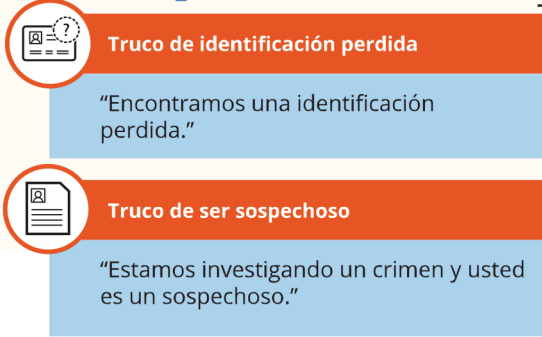 Truco de identificación perdida
“Encontramos una identificación
perdida.”
Truco de ser sospechoso
“Estamos investigando un crimen y usted
es un sospechoso.”